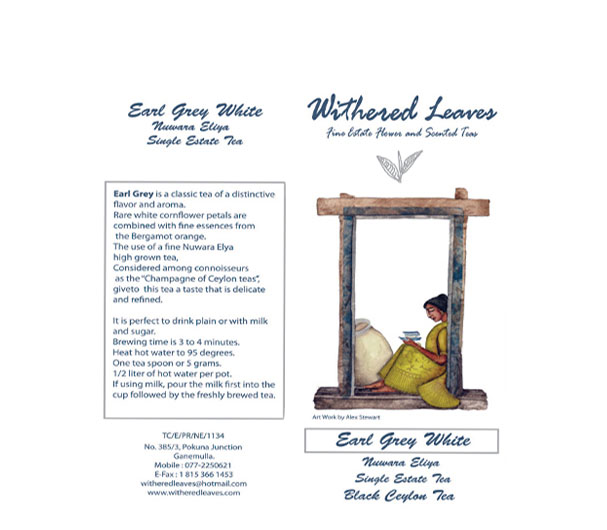 Earl Grey White
Nuwara Eliya
Single Estate Tea
Earl Grey is a classic tea of a distinctive
flavor and aroma.
Rare white cornflower petals are
combined with fine essences from
the Bergamot orange.
The use of a fine Nuwara Elya
high grown tea,
Considered among connoisseurs
as the "Champagne of Ceylon teas",
giveto this tea a taste that is delicate
and refined.
It is perfect to drink plain or with milk
and sugar.
Brewing time is 3 to 4 minutes.
Heat hot water to 95 degrees.
One tea spoon or 5 grams.
1/2 liter of hot water per pot.
If using milk, pour the milk first into the
cup followed by the freshly brewed tea.
TC/E/PR/NE/1134
No. 385/3, Pokuna Junction
Ganemulla.
Mobile : 077-2250621
E-Fax : 1 815 366 1453
witheredleaves@hotmail.com
www.witheredleaves.com
Withered Leaves
Fine Estate Flower and Scented Teas
Art Work by Alex Stewart
Earl Grey White
Nuwara Eliya
Single Estate Tea
Black Ceylon Tea